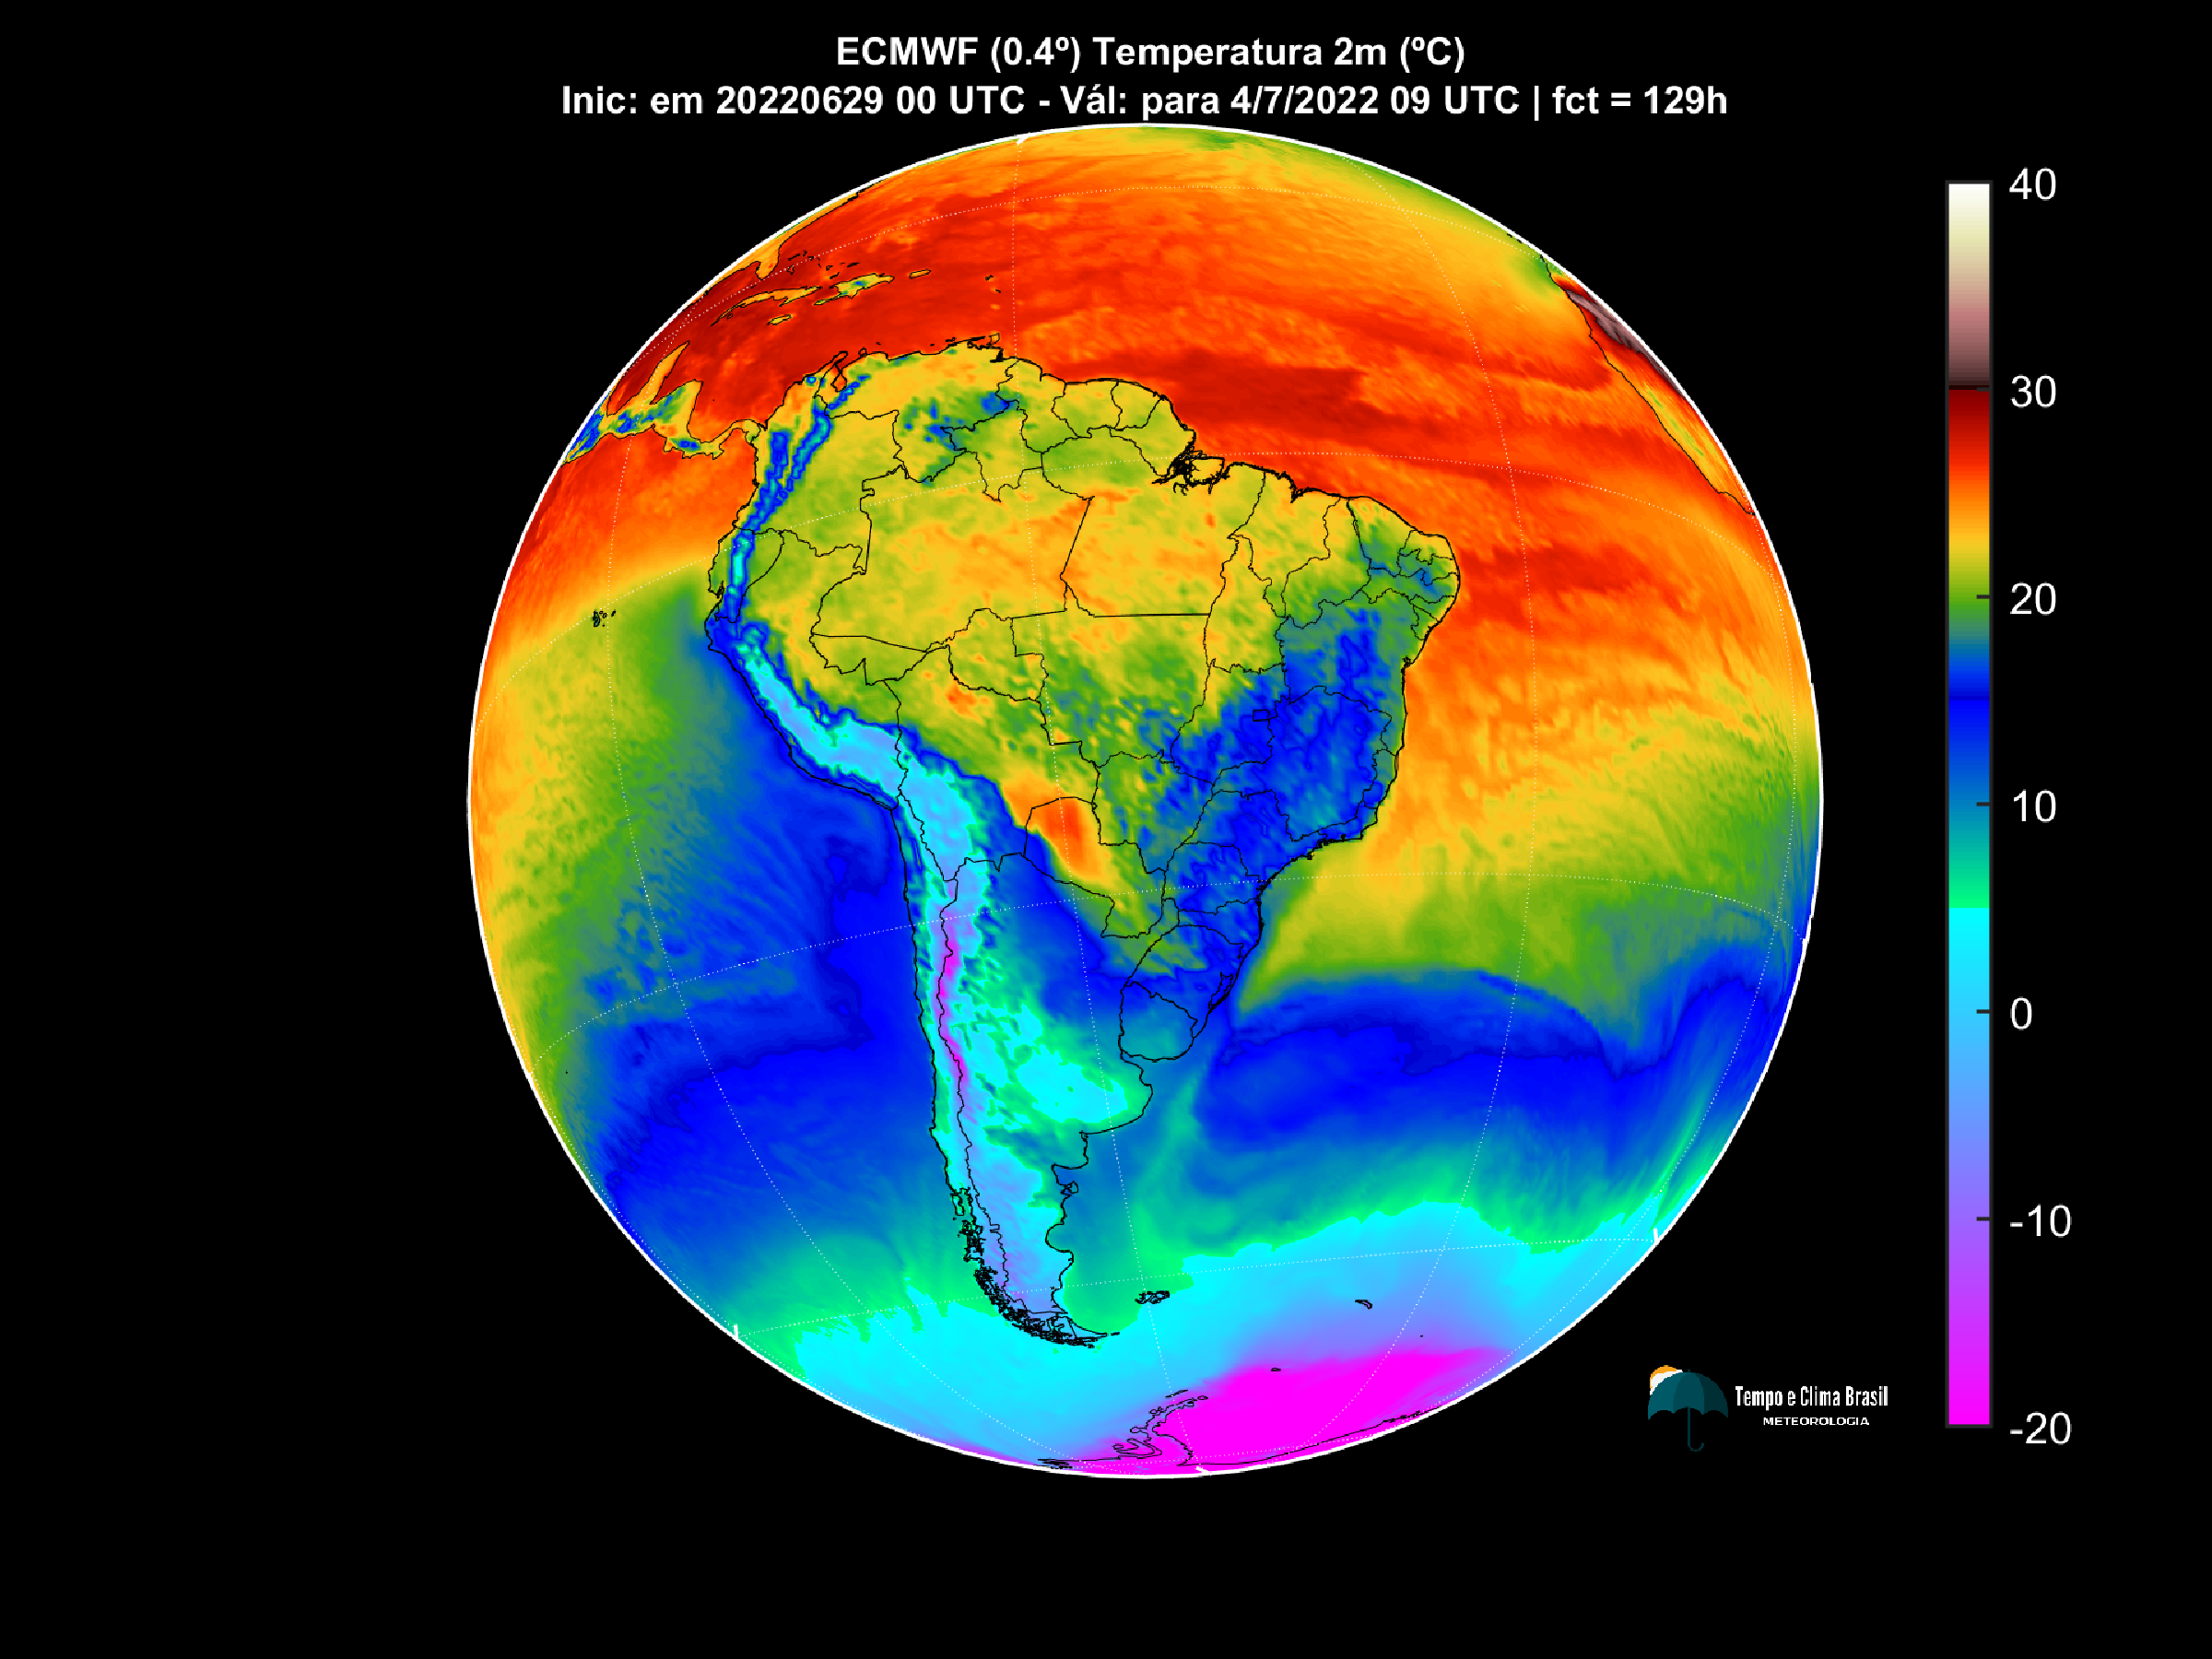 ECMWF (0.4º) Temperatura 2m (ºC)
Inic: em 20220629 00 UTC - Vál: para 4/7/2022 09 UTC | fct = 129h
40
30
20
10
0
-10
-20
Tempo e Clima Brasil
METEOROLOGIA